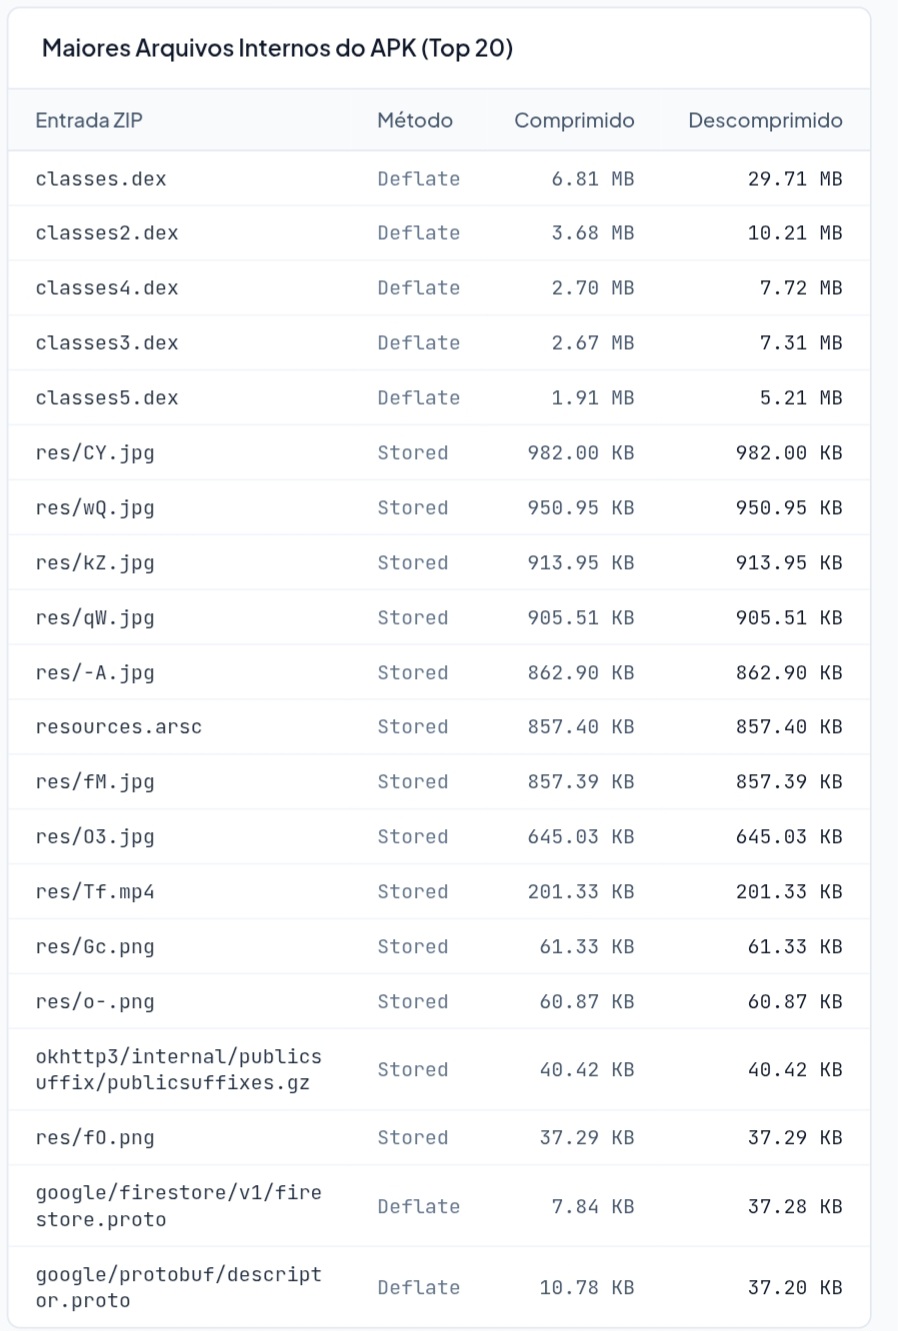 Maiores Arquivos Internos do APK (Top 20)
Entrada ZIP Método Comprimido Descomprimido
classes.dex Deflate 6.81 MB 29.71 MB
classes2.dex Deflate 3.68 MB 10.21 MB
classes4.dex Deflate 2.70 MB 7.72 MB
classes3.dex Deflate 2.67 MB 7.31 MB
classes5.dex Deflate 1.91 MB 5.21 MB
res/CY.jpg Stored 982.00 KB 982.00 KB
res/wQ.jpg Stored 950.95 KB 950.95 KB
res/kZ.jpg Stored 913.95 KB 913.95 KB
res/qW.jpg Stored 905.51 KB 905.51 KB
res/-A.jpg Stored 862.90 KB 862.90 KB
resources.arsc Stored 857.40 KB 857.40 KB
res/fM.jpg Stored 857.39 KB 857.39 KB
res/O3.jpg Stored 645.03 KB 645.03 KB
res/Tf.mp4 Stored 201.33 KB 201.33 KB
res/Gc.png Stored 61.33 KB 61.33 KB
res/o-.png Stored 60.87 KB 60.87 KB
okhttp3/internal/publics
uffix/publicsuffixes.gz Stored 40.42 KB 40.42 KB
res/fO.png Stored 37.29 KB 37.29 KB
google/firestore/v1/fire
store.proto Deflate 7.84 KB 37.28 KB
google/protobuf/descript
or.proto Deflate 10.78 KB 37.20 KB